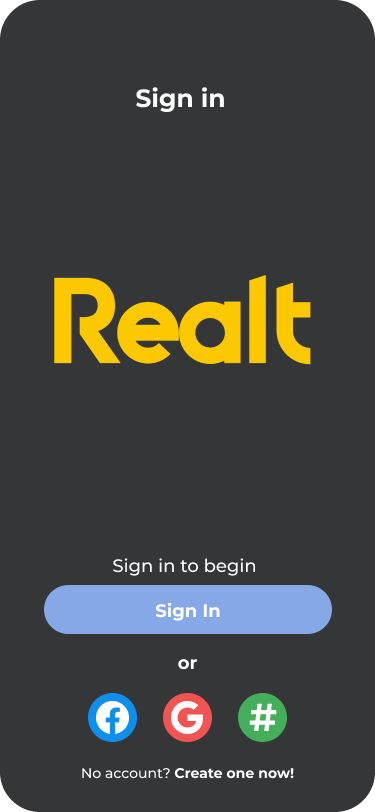 Sign in
Realt
Sign in to begin
Sign In
or
G #
No account? Create one now!